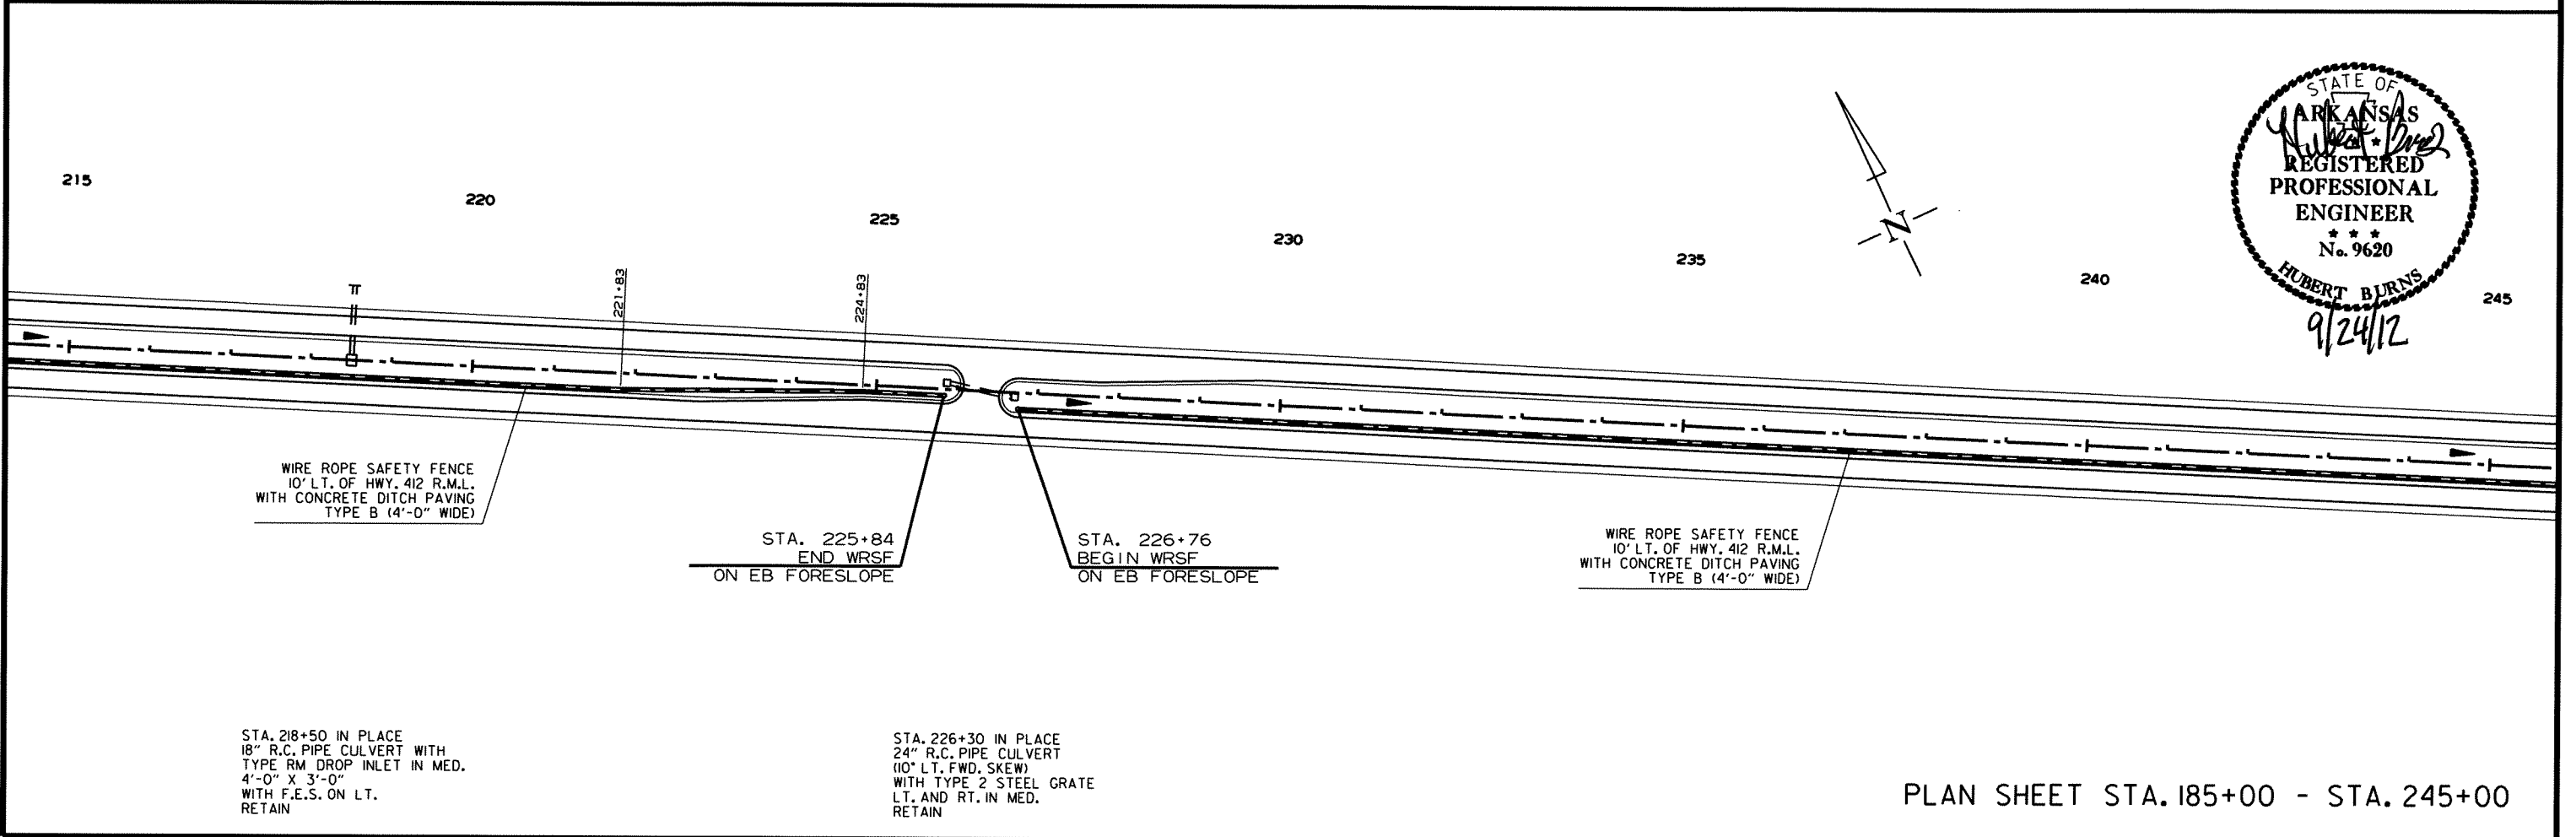 STATE OF
ARKANSAS
★ ★ ★
REGISTERED
PROFESSIONAL
ENGINEER
★ ★ ★
No. 9620
HUBERT BURNS
9/24/12
N
215
220
225
230
235
240
245
221+83
224+83
WIRE ROPE SAFETY FENCE
10' LT. OF HWY. 412 R.M.L.
WITH CONCRETE DITCH PAVING
TYPE B (4'-0" WIDE)
STA. 225+84
END WRSF
ON EB FORESLOPE
STA. 226+76
BEGIN WRSF
ON EB FORESLOPE
WIRE ROPE SAFETY FENCE
10' LT. OF HWY. 412 R.M.L.
WITH CONCRETE DITCH PAVING
TYPE B (4'-0" WIDE)
STA. 218+50 IN PLACE
18" R.C. PIPE CULVERT WITH
TYPE RM DROP INLET IN MED.
4'-0" X 3'-0"
WITH F.E.S. ON LT.
RETAIN
STA. 226+30 IN PLACE
24" R.C. PIPE CULVERT
(10° LT. FWD. SKEW)
WITH TYPE 2 STEEL GRATE
LT. AND RT. IN MED.
RETAIN
PLAN SHEET STA. 185+00 - STA. 245+00